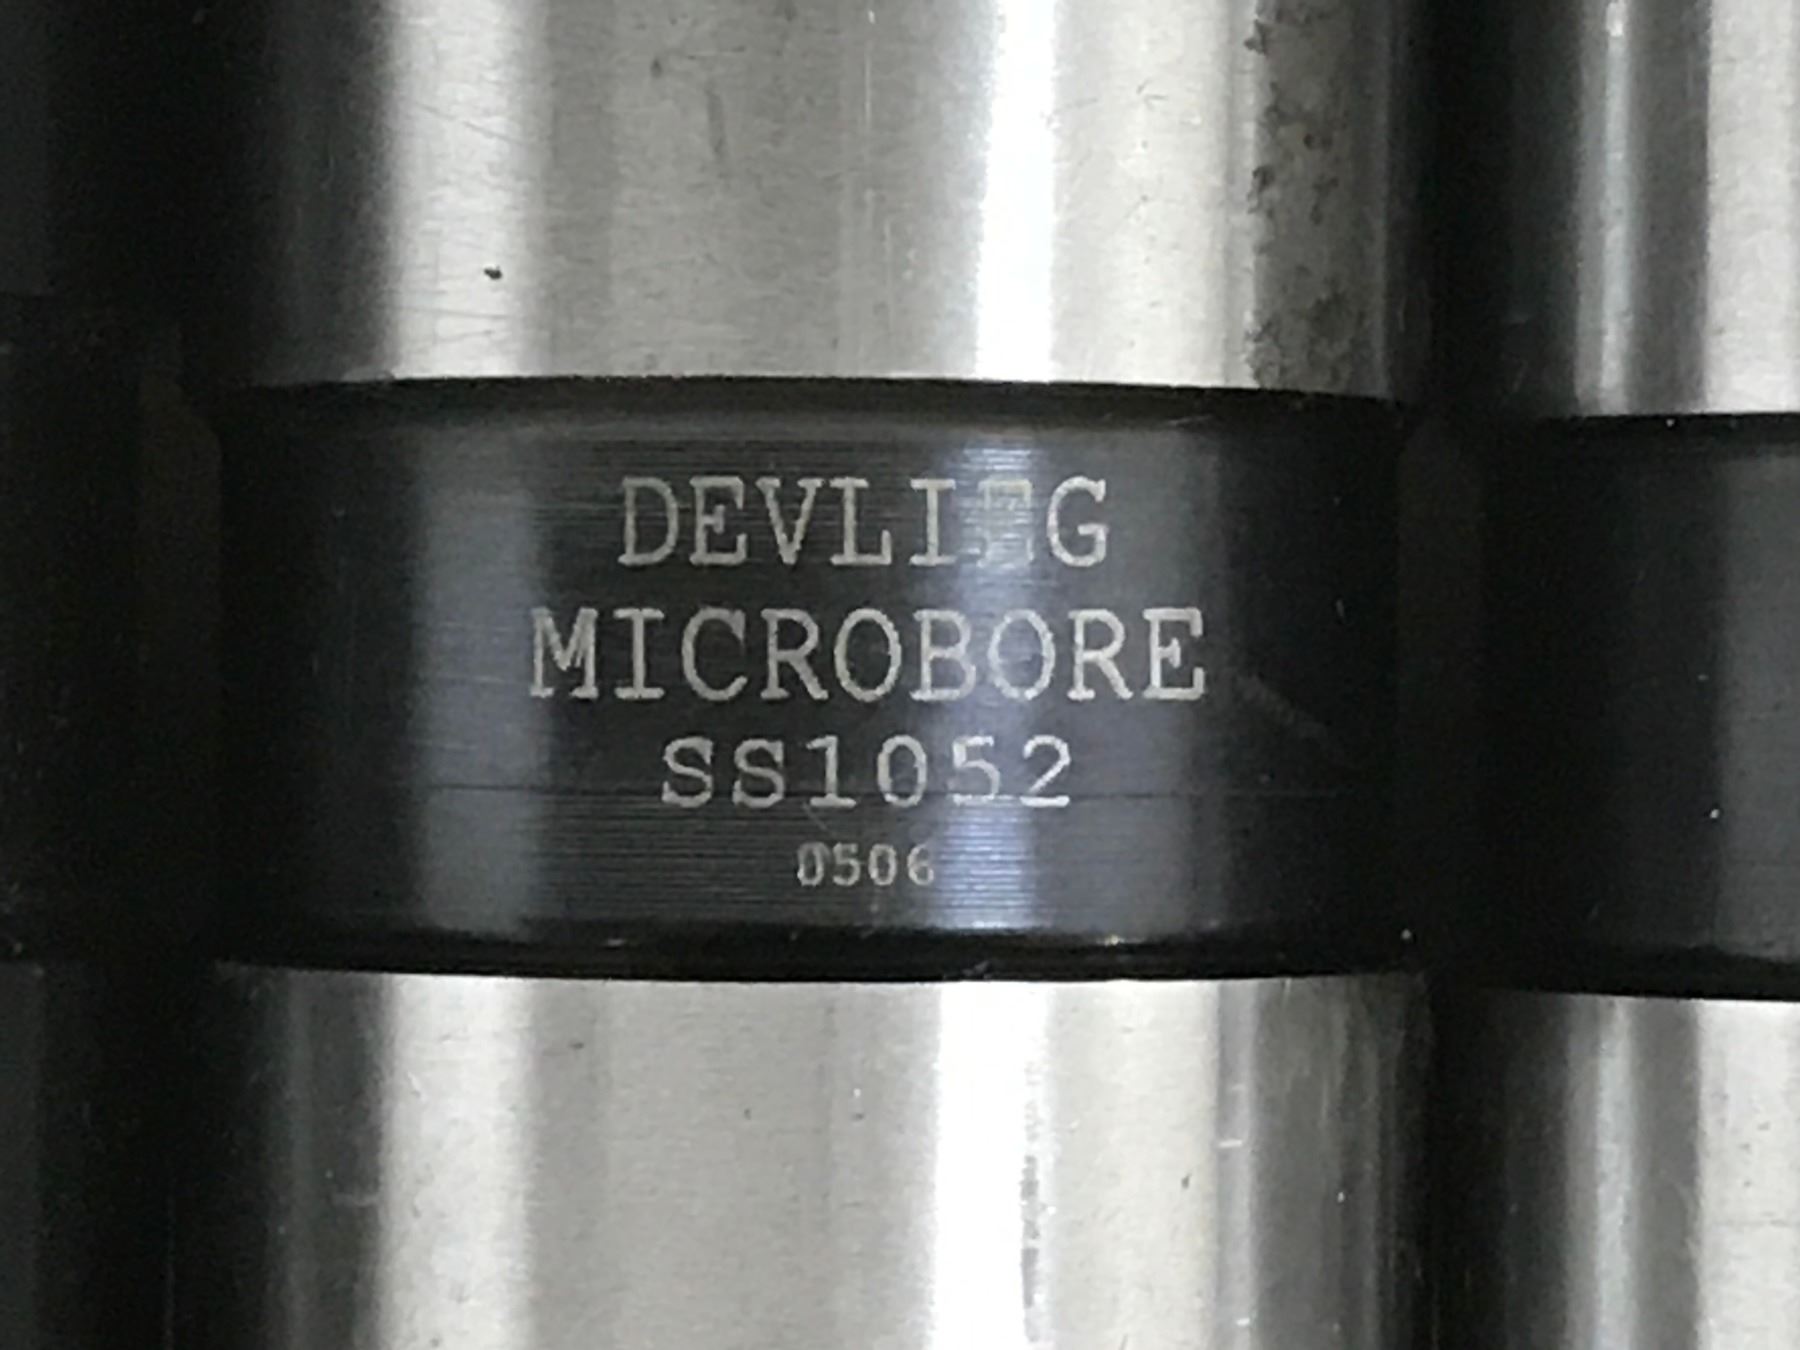 DEVLIEG
MICROBORE
SS1052
0506